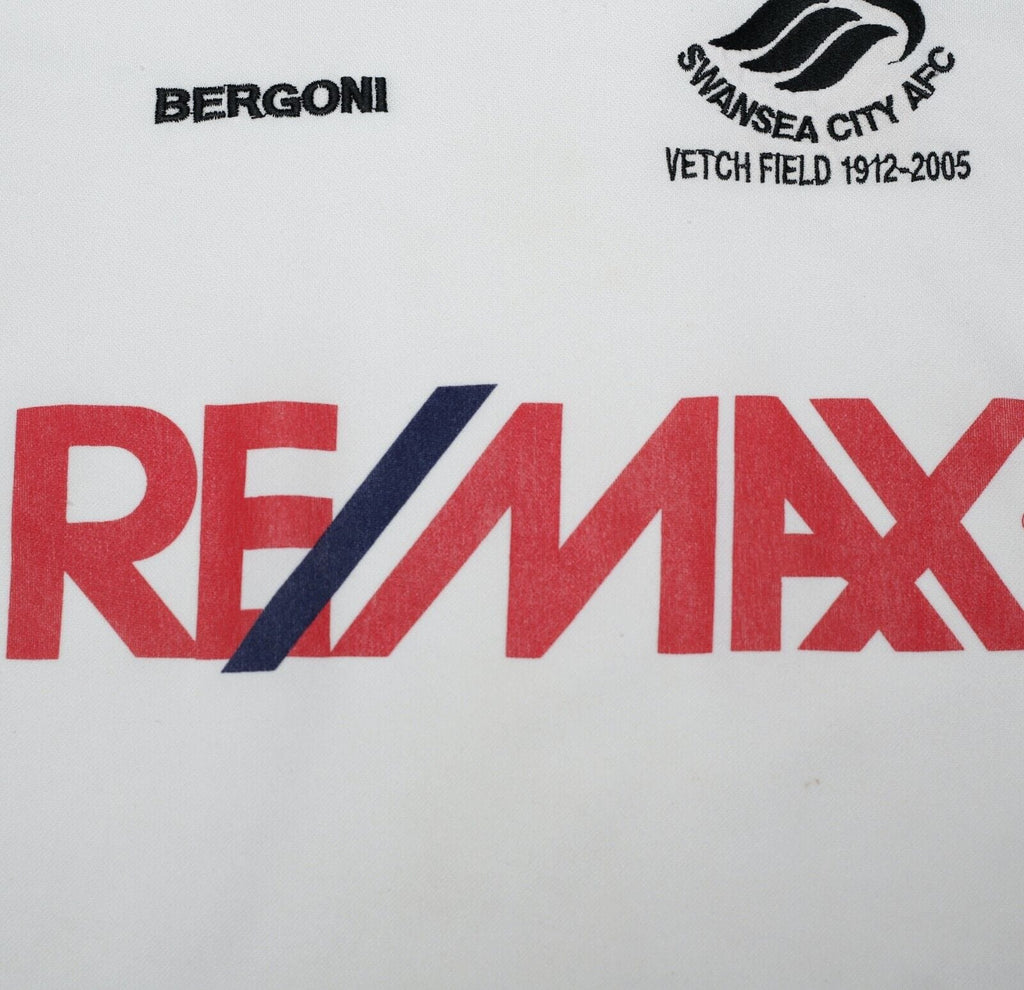 BERGONI
SWANSEA CITY AFC
VETCH FIELD 1912-2005
RE/MAX